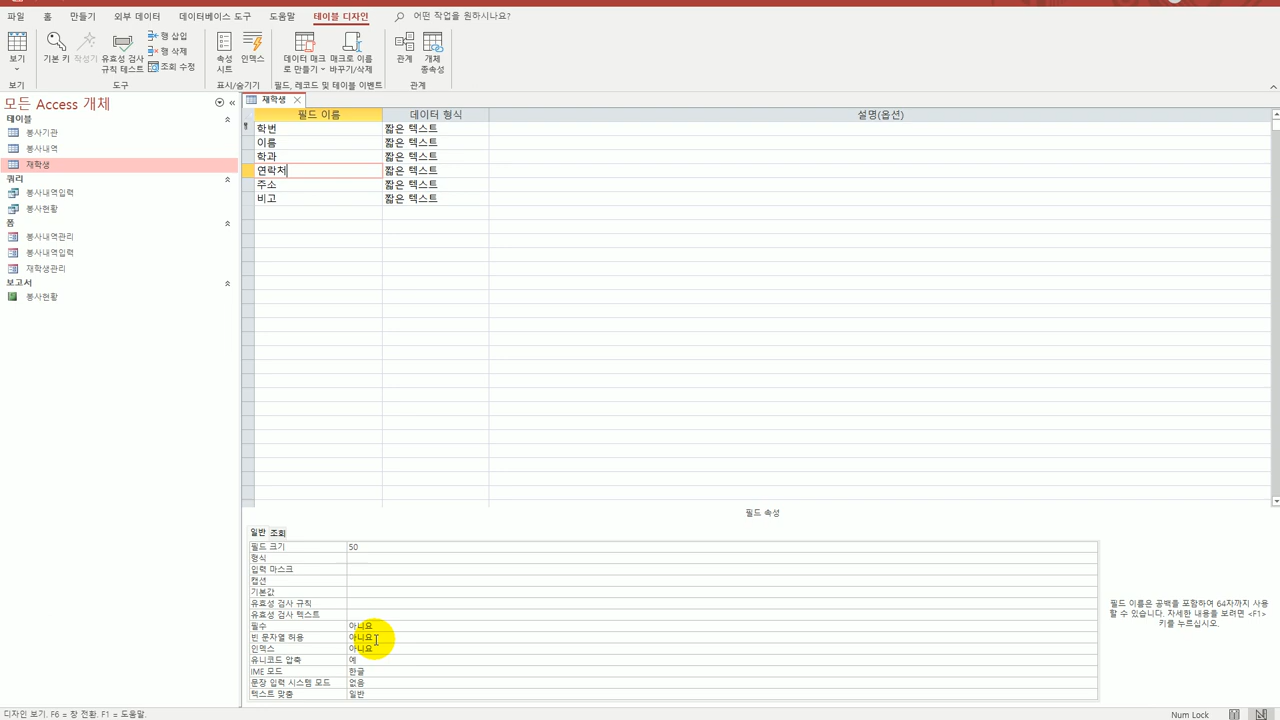 파일 홈 만들기 외부 데이터 데이터베이스 도구 도움말 테이블 디자인 어떤 작업을 원하시나요?
보기
기본 키
작성기
유효성 검사
규칙 테스트
행 삽입
행 삭제
조회 수정
속성
시트
인덱스
데이터 매크
로 만들기
매크로 이름
바꾸기/삭제
관계
개체
종속성
보기 도구 표시/숨기기 필드, 레코드 및 테이블 이벤트 관계
모든 Access 개체
테이블
봉사기관
봉사내역
재학생
쿼리
봉사내역입력
봉사현황
폼
봉사내역관리
봉사내역입력
재학생관리
보고서
봉사현황
재학생
필드 이름 데이터 형식 설명(옵션)
학번 짧은 텍스트
이름 짧은 텍스트
학과 짧은 텍스트
연락처 짧은 텍스트
주소 짧은 텍스트
비고 짧은 텍스트
필드 속성
일반 조회
필드 크기 50
형식
입력 마스크
캡션
기본값
유효성 검사 규칙
유효성 검사 텍스트
필수 아니요
빈 문자열 허용 아니요
인덱스 아니요
유니코드 압축 예
IME 모드 한글
문장 입력 시스템 모드 없음
텍스트 맞춤 일반
필드 이름은 공백을 포함하여 64자까지 사용
할 수 있습니다. 자세한 내용을 보려면 <F1>
키를 누르십시오.
디자인 보기. F6 = 창 전환. F1 = 도움말.
Num Lock